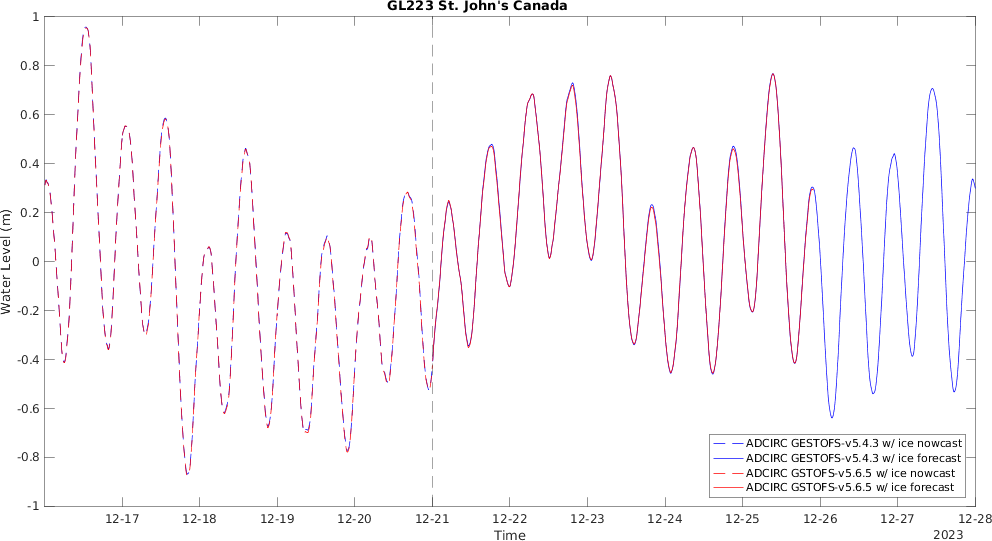 GL223 St. John's Canada
1
0.8
0.6
0.4
0.2
0
-0.2
-0.4
-0.6
-0.8
-1
Water Level (m)
12-17 12-18 12-19 12-20 12-21 12-22 12-23 12-24 12-25 12-26 12-27 12-28
Time
2023
ADCIRC GESTOFS-v5.4.3 w/ ice nowcast
ADCIRC GESTOFS-v5.4.3 w/ ice forecast
ADCIRC GSTOFS-v5.6.5 w/ ice nowcast
ADCIRC GSTOFS-v5.6.5 w/ ice forecast